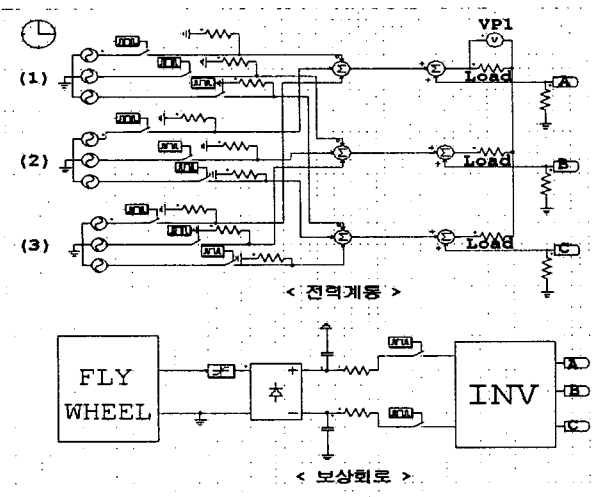 VP1
V
(1)
Load
A
(2)
Load
B
(3)
Load
C
< 전력계통 >
FLY
WHEEL
INV
A
B
C
< 보상회로 >